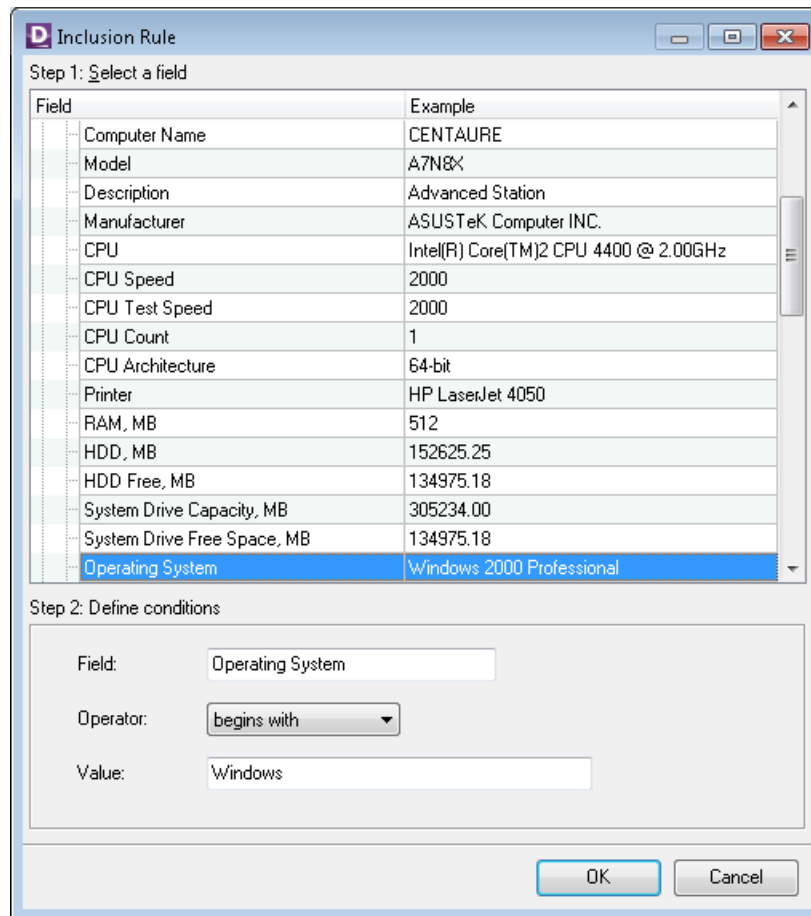 D Inclusion Rule
Step 1: Select a field
Field Example
Computer Name CENTAURE
Model A7N8X
Description Advanced Station
Manufacturer ASUSTeK Computer INC.
CPU Intel(R) Core(TM)2 CPU 4400 @ 2.00GHz
CPU Speed 2000
CPU Test Speed 2000
CPU Count 1
CPU Architecture 64-bit
Printer HP LaserJet 4050
RAM, MB 512
HDD, MB 152625.25
HDD Free, MB 134975.18
System Drive Capacity, MB 305234.00
System Drive Free Space, MB 134975.18
Operating System Windows 2000 Professional
Step 2: Define conditions
Field: Operating System
Operator: begins with
Value: Windows
OK Cancel